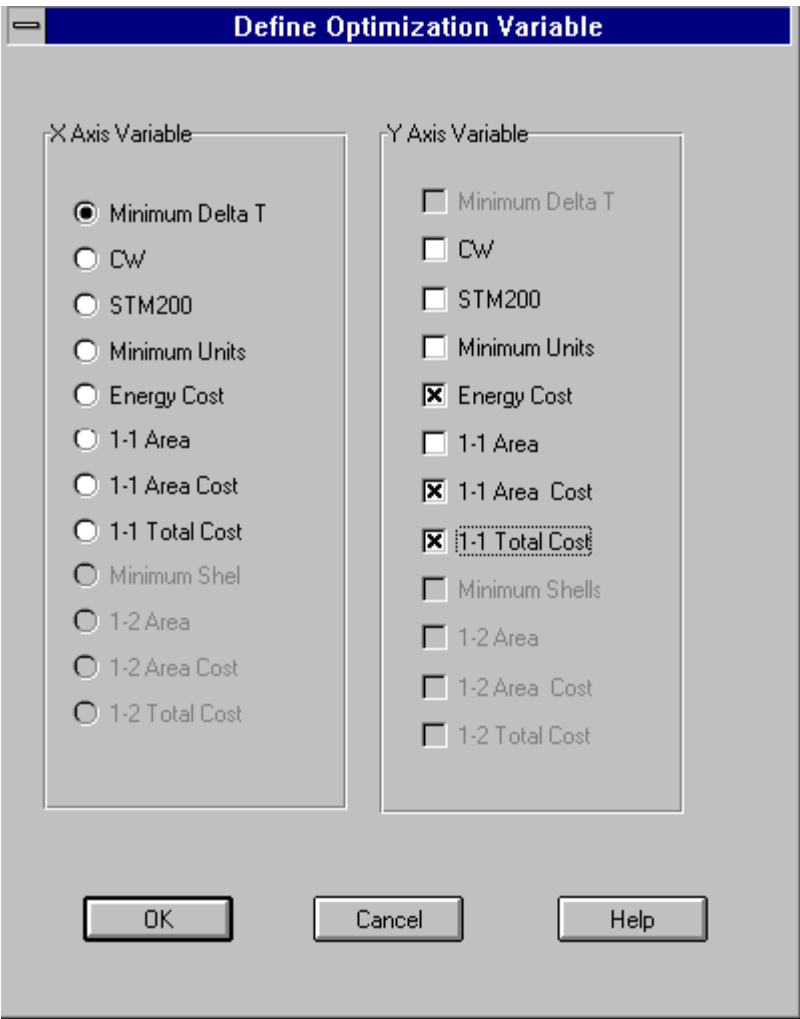 Define Optimization Variable
X Axis Variable
Minimum Delta T
CW
STM200
Minimum Units
Energy Cost
1-1 Area
1-1 Area Cost
1-1 Total Cost
Minimum Shel
1-2 Area
1-2 Area Cost
1-2 Total Cost
Y Axis Variable
Minimum Delta T
CW
STM200
Minimum Units
Energy Cost
1-1 Area
1-1 Area  Cost
1-1 Total Cost
Minimum Shells
1-2 Area
1-2 Area  Cost
1-2 Total Cost
OK
Cancel
Help